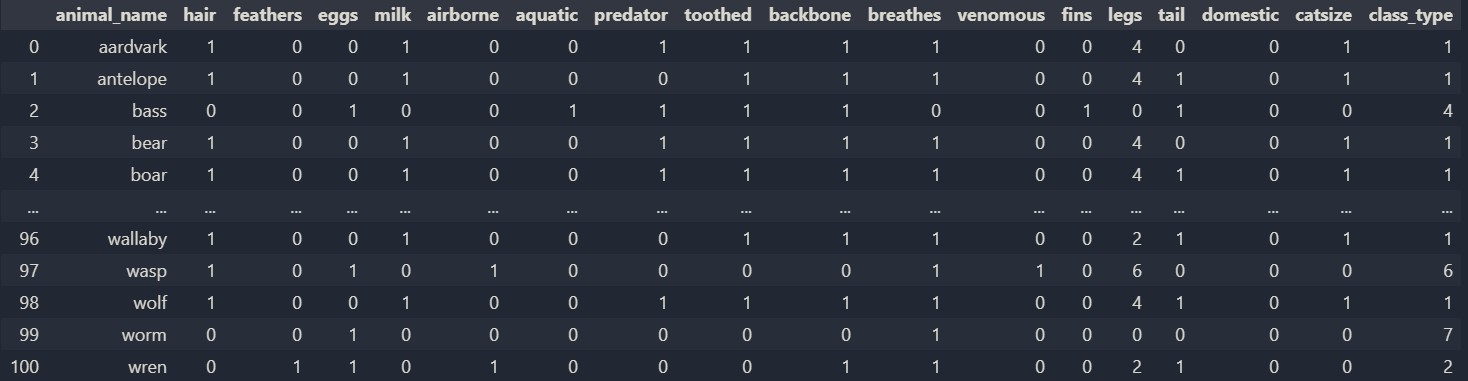 animal_name hair feathers eggs milk airborne aquatic predator toothed backbone breathes venomous fins legs tail domestic catsize class_type
0 aardvark 1 0 0 1 0 0 1 1 1 1 0 0 4 0 0 1 1
1 antelope 1 0 0 1 0 0 0 1 1 1 0 0 4 1 0 1 1
2 bass 0 0 1 0 0 1 1 1 1 0 0 1 0 1 0 0 4
3 bear 1 0 0 1 0 0 1 1 1 1 0 0 4 0 0 1 1
4 boar 1 0 0 1 0 0 1 1 1 1 0 0 4 1 0 1 1
... ... ... ... ... ... ... ... ... ... ... ... ... ... ... ... ... ... ...
96 wallaby 1 0 0 1 0 0 0 1 1 1 0 0 2 1 0 1 1
97 wasp 1 0 1 0 1 0 0 0 0 1 1 0 6 0 0 0 6
98 wolf 1 0 0 1 0 0 1 1 1 1 0 0 4 1 0 1 1
99 worm 0 0 1 0 0 0 0 0 0 1 0 0 0 0 0 0 7
100 wren 0 1 1 0 1 0 0 0 1 1 0 0 2 1 0 0 2